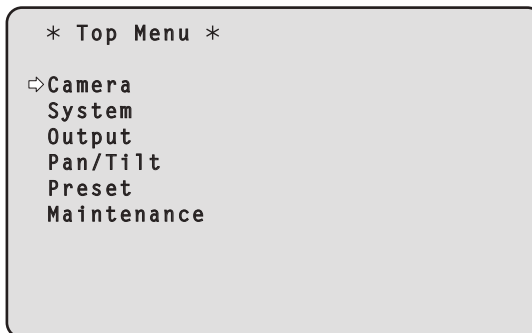 * Top Menu *
⇨Camera
System
Output
Pan/Tilt
Preset
Maintenance